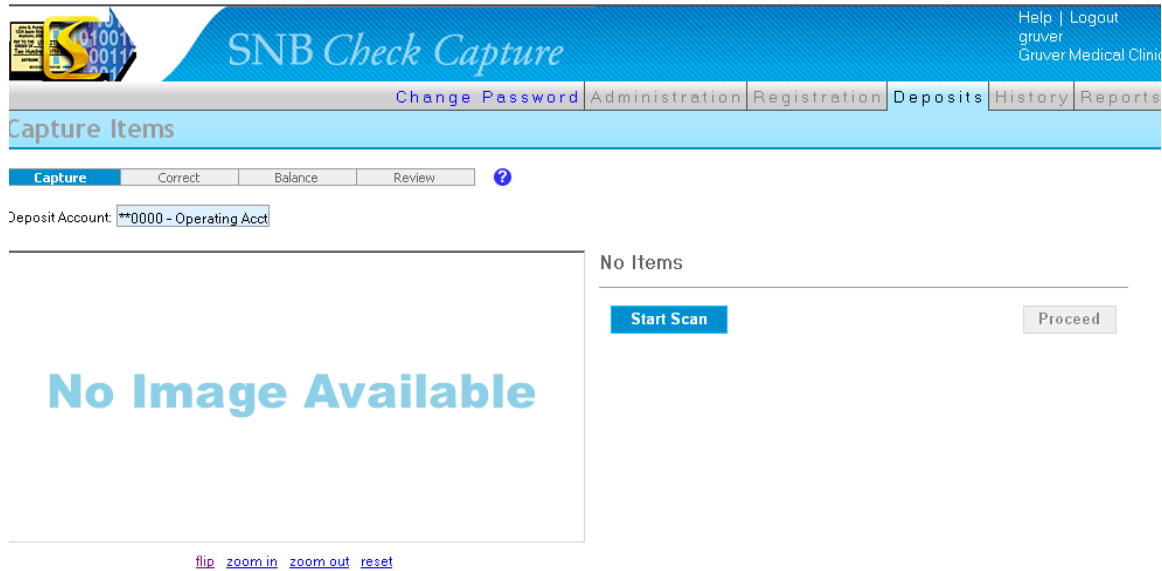 Help | Logout
gruver
Gruver Medical Clinic
SNB Check Capture
Change Password Administration Registration Deposits History Reports
Capture Items
Capture Correct Balance Review ?
Deposit Account: **0000 - Operating Acct
No Items
Start Scan Proceed
No Image Available
flip zoom in zoom out reset